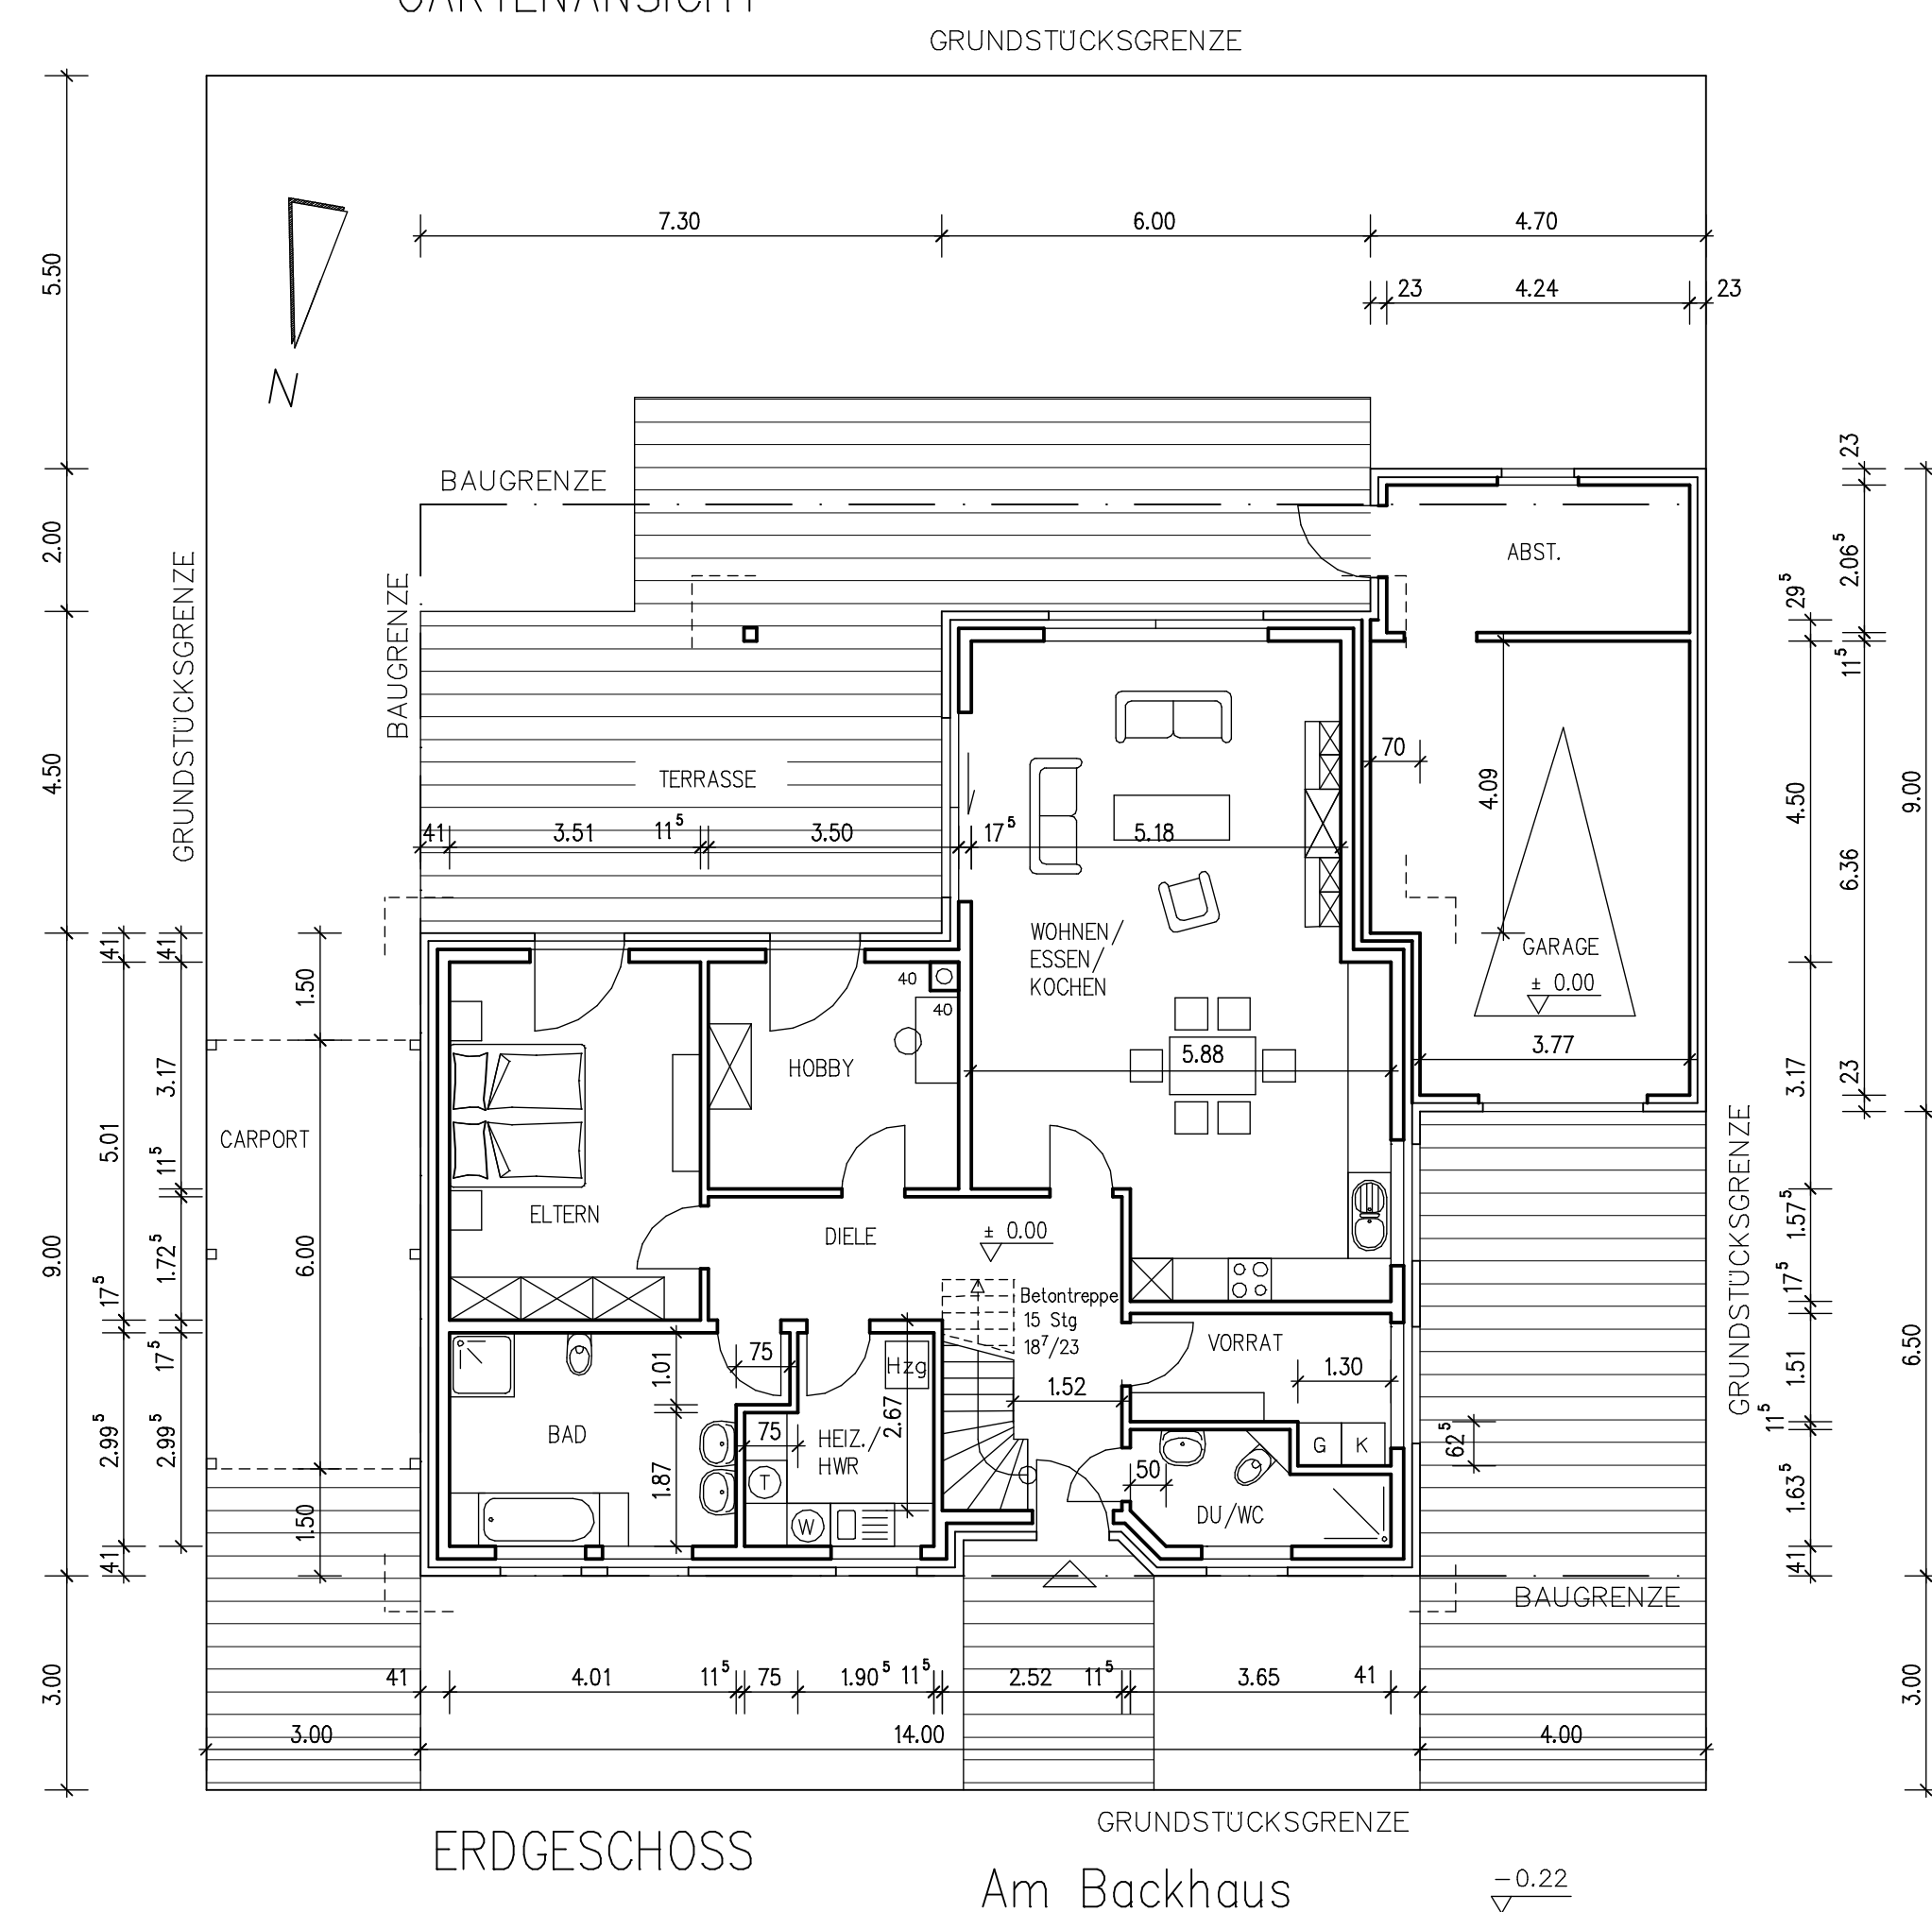 GARTENANSICHT
GRUNDSTÜCKSGRENZE
7.30 6.00 4.70
23 4.24 23
5.50
N
BAUGRENZE
23
2.00
ABST.
2.06⁵
29⁵
11⁵
GRUNDSTÜCKSGRENZE
BAUGRENZE
4.50
TERRASSE
70
4.09
4.50
9.00
41 3.51 11⁵ 3.50 17⁵ 5.18
6.36
WOHNEN/
ESSEN/
KOCHEN
GARAGE
± 0.00
41 41
1.50
40
40
3.77
5.88
HOBBY
3.17
3.17
23
5.01
CARPORT
11⁵
ELTERN
DIELE
± 0.00
GRUNDSTÜCKSGRENZE
1.57⁵
9.00
1.72⁵
6.00
17⁵
17⁵
Betontreppe
15 Stg
18⁷/23
VORRAT
17⁵
1.51
6.50
75
1.01
Hzg
1.52
1.30
2.67
11⁵
2.99⁵
2.99⁵
BAD
75
HEIZ./
HWR
G K
62⁵
T
1.87
50
DU/WC
1.63⁵
W
1.50
41
41
BAUGRENZE
3.00
41 4.01 11⁵ 75 1.90⁵ 11⁵ 2.52 11⁵ 3.65 41
3.00
3.00 14.00 4.00
GRUNDSTÜCKSGRENZE
ERDGESCHOSS
Am Backhaus
-0.22